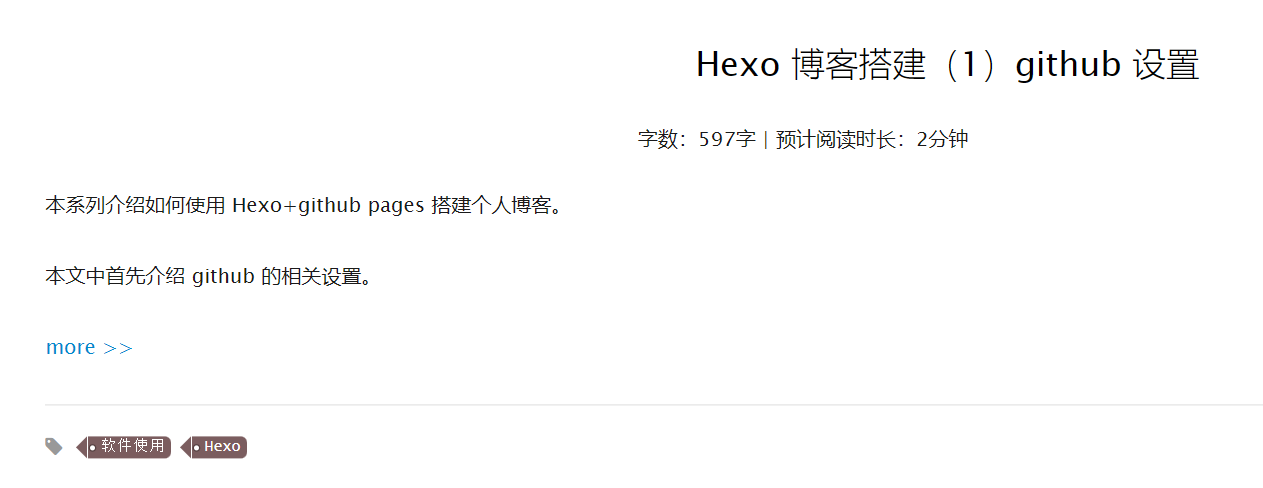 Hexo 博客搭建（1）github 设置
字数：597字 | 预计阅读时长：2分钟
本系列介绍如何使用 Hexo+github pages 搭建个人博客。
本文中首先介绍 github 的相关设置。
more >>
软件使用 Hexo